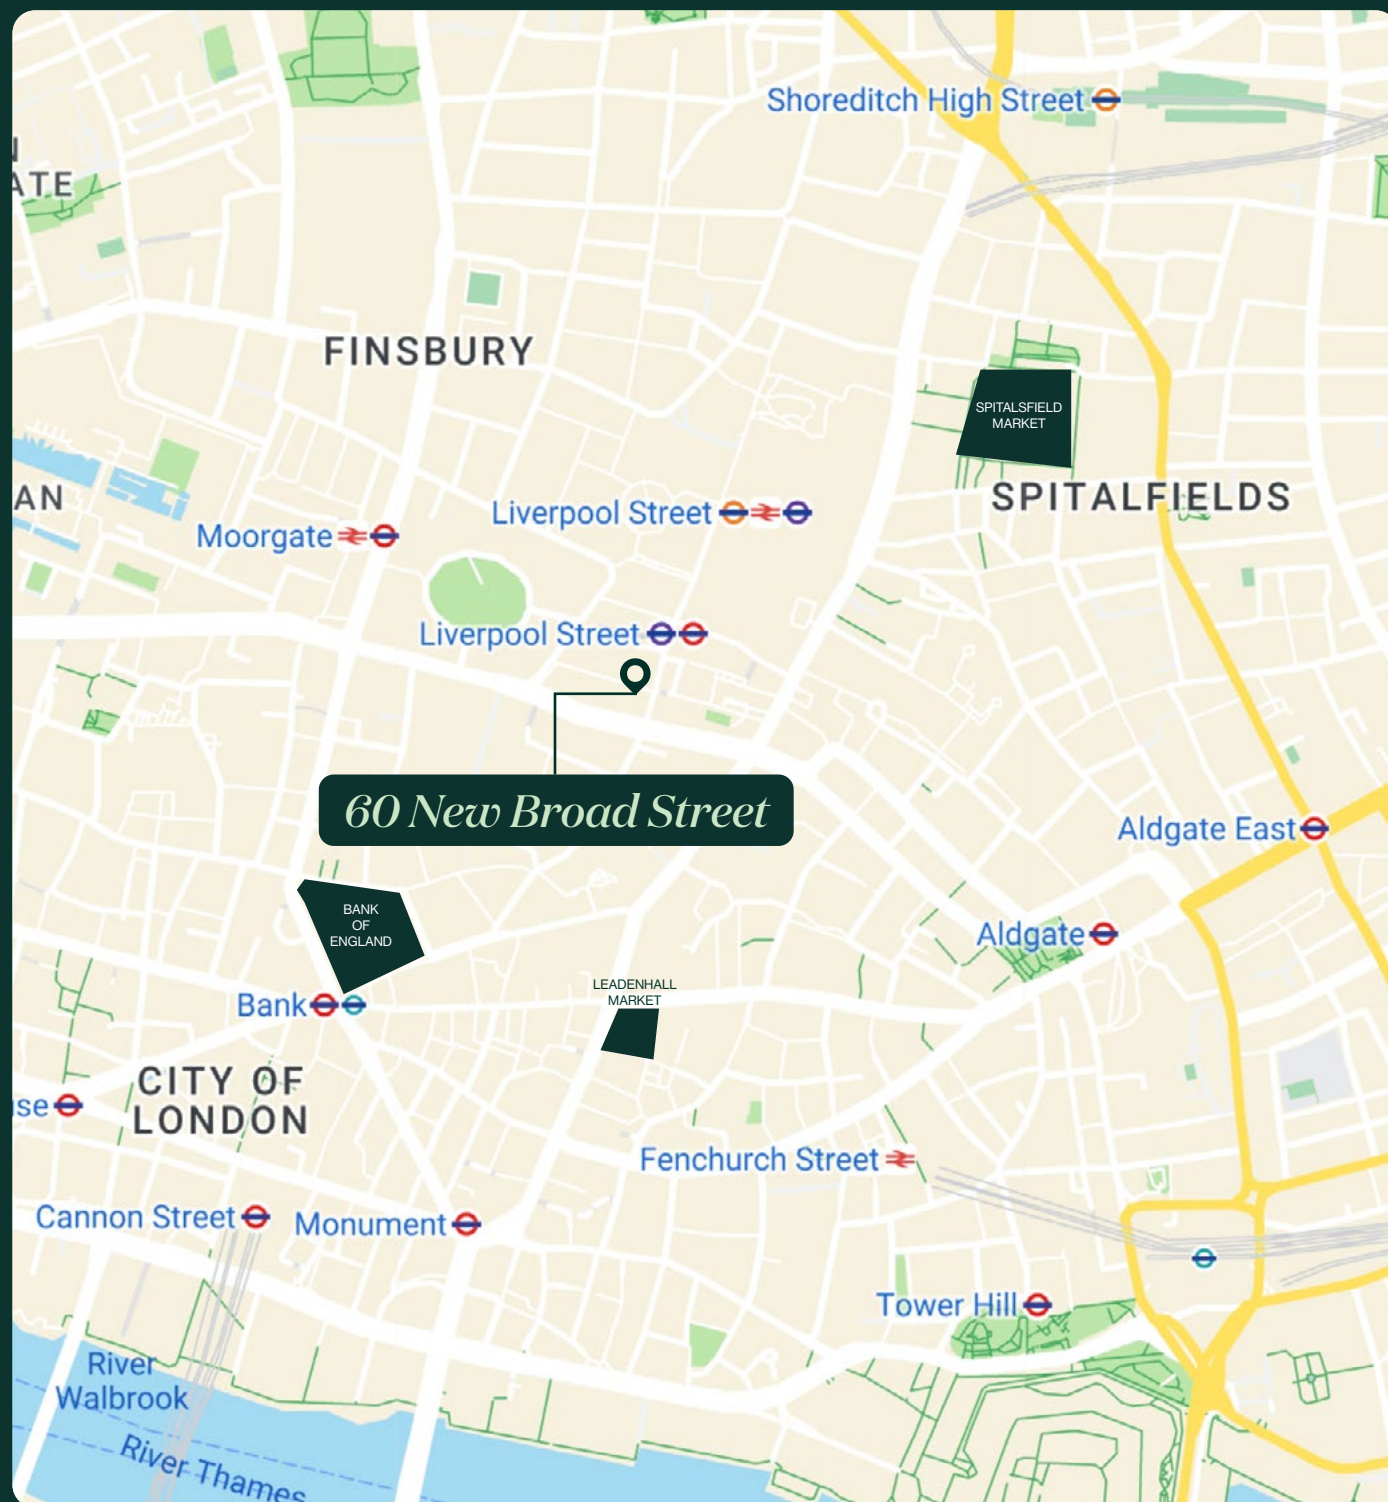 Shoreditch High Street
N
ATE
FINSBURY
SPITALSFIELD
MARKET
SPITALFIELDS
AN
Liverpool Street
Moorgate
Liverpool Street
60 New Broad Street
Aldgate East
BANK
OF
ENGLAND
Aldgate
LEADENHALL
MARKET
Bank
CITY OF
LONDON
se
Fenchurch Street
Cannon Street
Monument
Tower Hill
River
Walbrook
River Thames